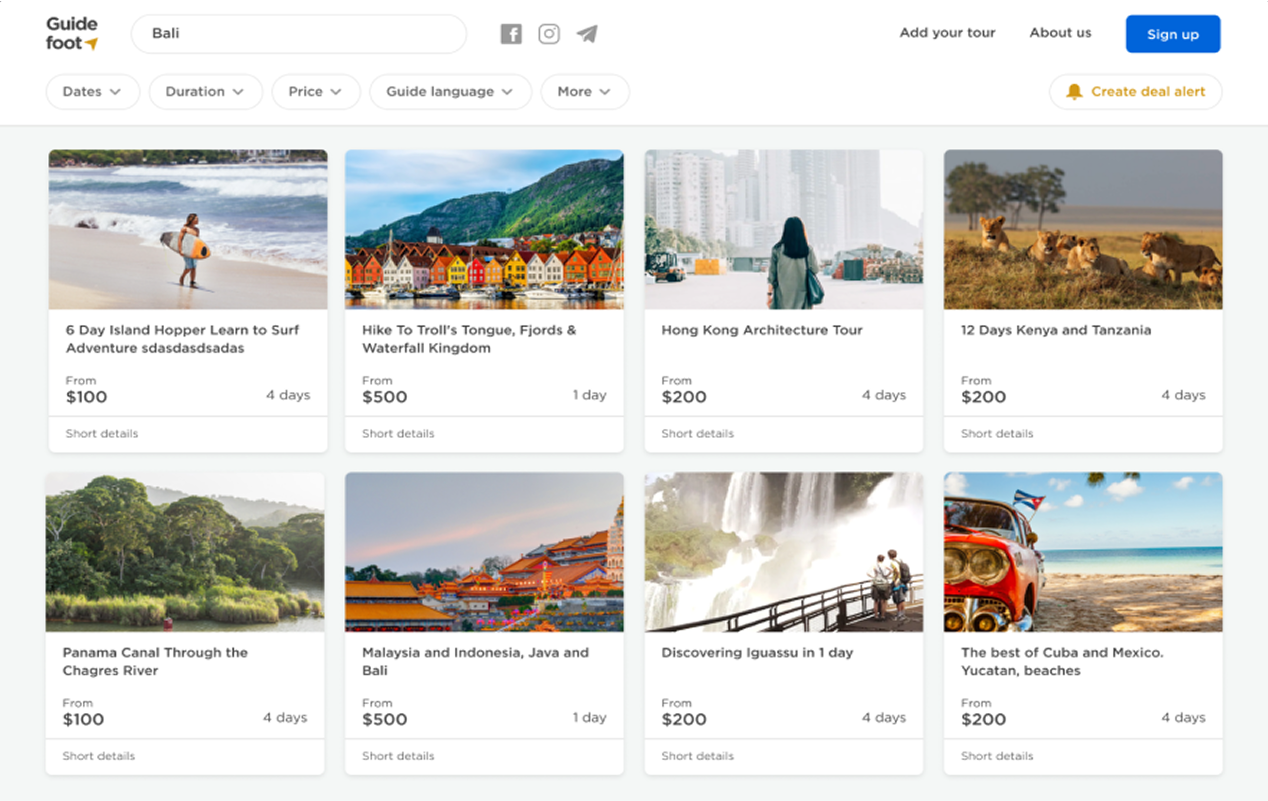 Guide
foot
Bali
Add your tour
About us
Sign up
Dates
Duration
Price
Guide language
More
Create deal alert
6 Day Island Hopper Learn to Surf
Adventure sdasdasdsadas
From
$100
4 days
Short details
Hike To Troll's Tongue, Fjords &
Waterfall Kingdom
From
$500
1 day
Short details
Hong Kong Architecture Tour
From
$200
4 days
Short details
12 Days Kenya and Tanzania
From
$200
4 days
Short details
Panama Canal Through the
Chagres River
From
$100
4 days
Short details
Malaysia and Indonesia, Java and
Bali
From
$500
1 day
Short details
Discovering Iguassu in 1 day
From
$200
4 days
Short details
The best of Cuba and Mexico.
Yucatan, beaches
From
$200
4 days
Short details